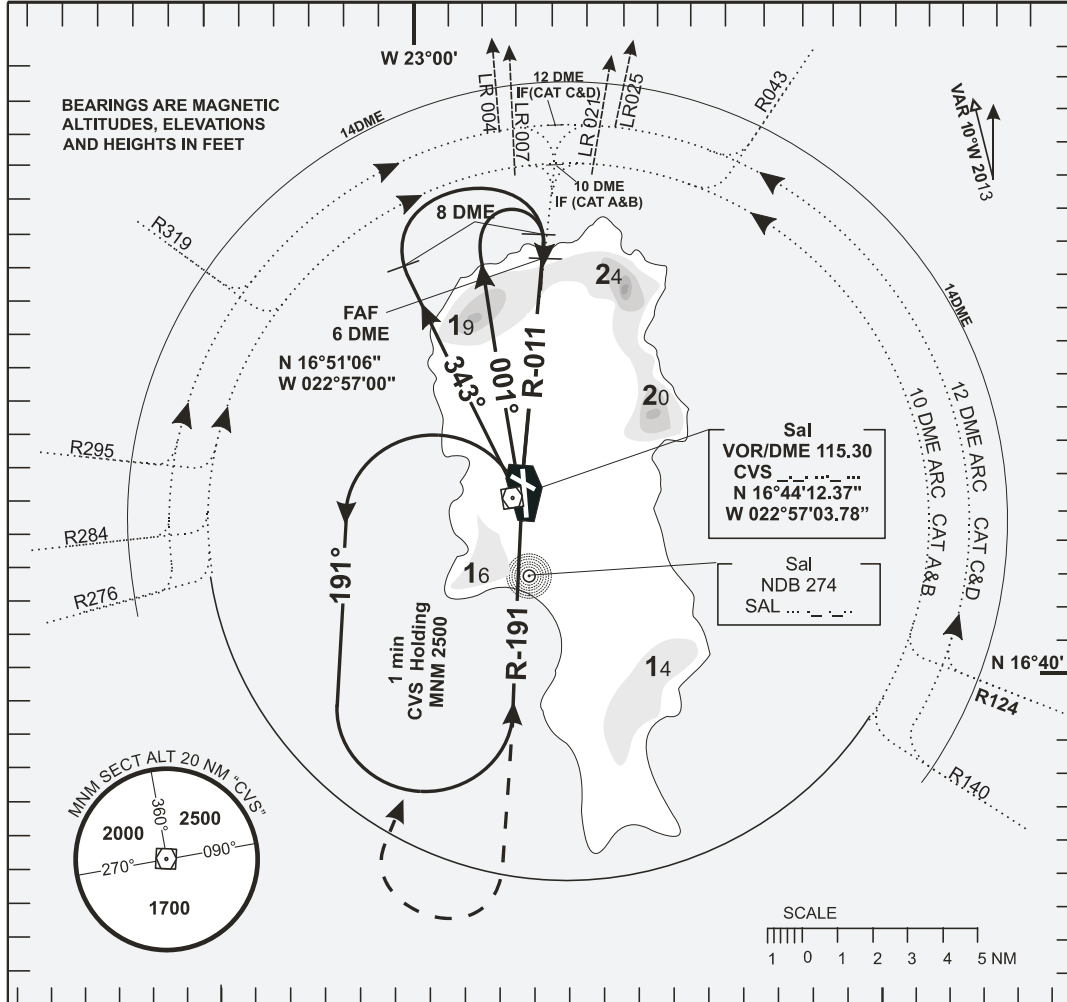 W 23°00'
BEARINGS ARE MAGNETIC
ALTITUDES, ELEVATIONS
AND HEIGHTS IN FEET
14DME
LR 004
LR 007
12 DME
IF(CAT C&D)
LR 021
LR025
R043
VAR 10°W 2013
10 DME
IF (CAT A&B)
8 DME
R319
FAF
6 DME
N 16°51'06"
W 022°57'00"
19
24
20
343°
001°
R-011
14DME
10 DME ARC CAT A&B
12 DME ARC CAT C&D
R295
R284
R276
Sal
VOR/DME 115.30
CVS _._. ..._ ...
N 16°44'12.37"
W 022°57'03.78”
Sal
NDB 274
SAL ... ._ ._..
16
191°
1 min
CVS Holding
MNM 2500
R-191
14
N 16°40'
R124
R140
MNM SECT ALT 20 NM “CVS”
360°
2000
2500
270°
090°
1700
SCALE
1 0 1 2 3 4 5 NM